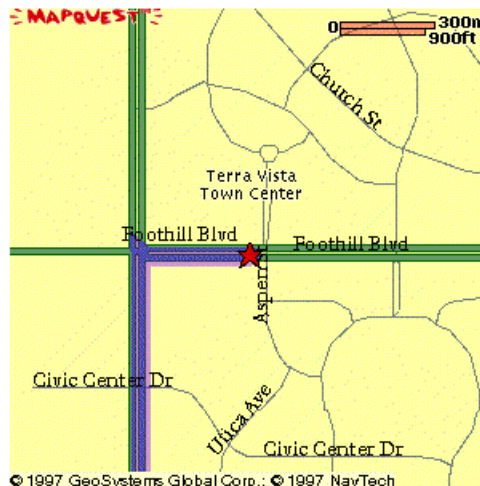 MAPQUEST
0 300m
900ft
Church St
Terra Vista
Town Center
Foothill Blvd
Foothill Blvd
Civic Center Dr
Utica Ave
Civic Center Dr
© 1997 GeoSystems Global Corp.; © 1997 NavTech